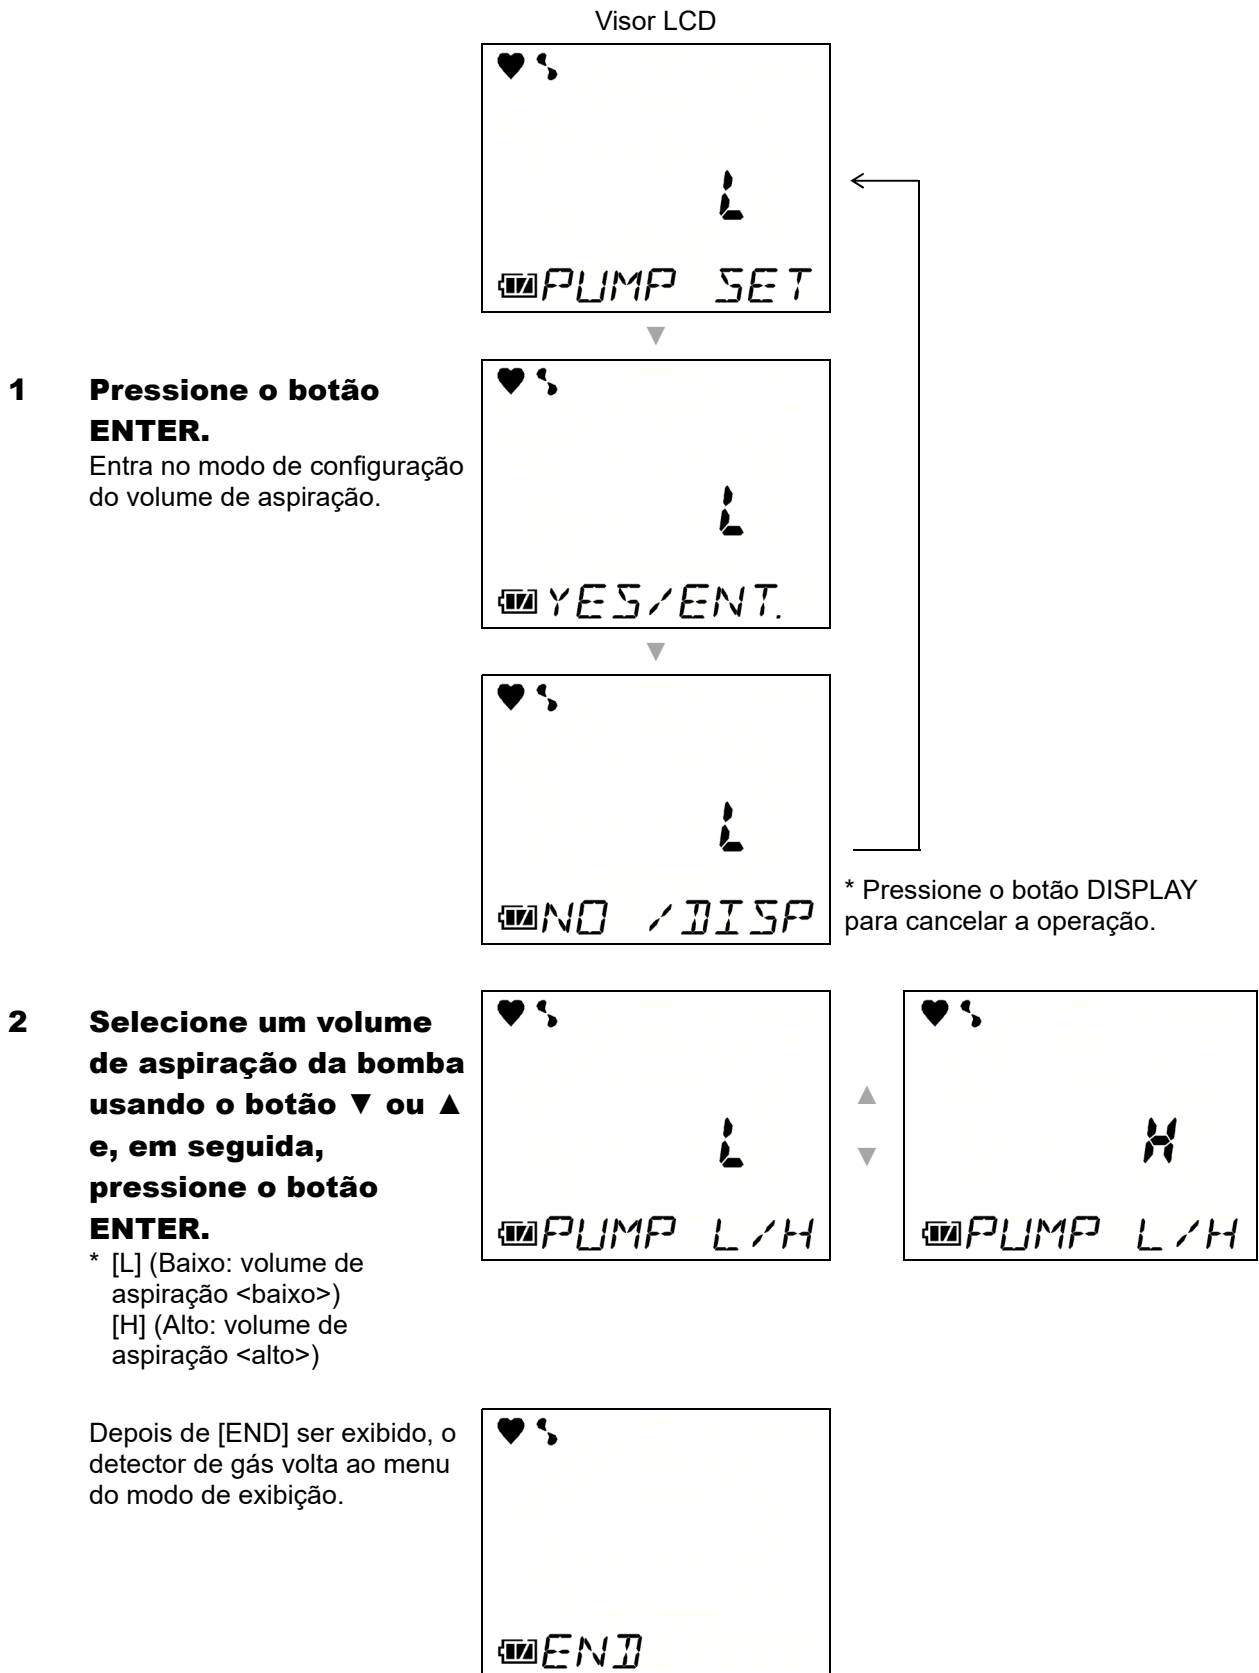 Visor LCD
L
PUMP SET
▼
1 Pressione o botão
ENTER.
Entra no modo de configuração
do volume de aspiração.
L
YES/ENT.
▼
L
NO /DISP
* Pressione o botão DISPLAY
para cancelar a operação.
2 Selecione um volume
de aspiração da bomba
usando o botão ▼ ou ▲
e, em seguida,
pressione o botão
ENTER.
* [L] (Baixo: volume de
aspiração <baixo>)
[H] (Alto: volume de
aspiração <alto>)
L
PUMP L/H
▲
▼
H
PUMP L/H
Depois de [END] ser exibido, o
detector de gás volta ao menu
do modo de exibição.
END